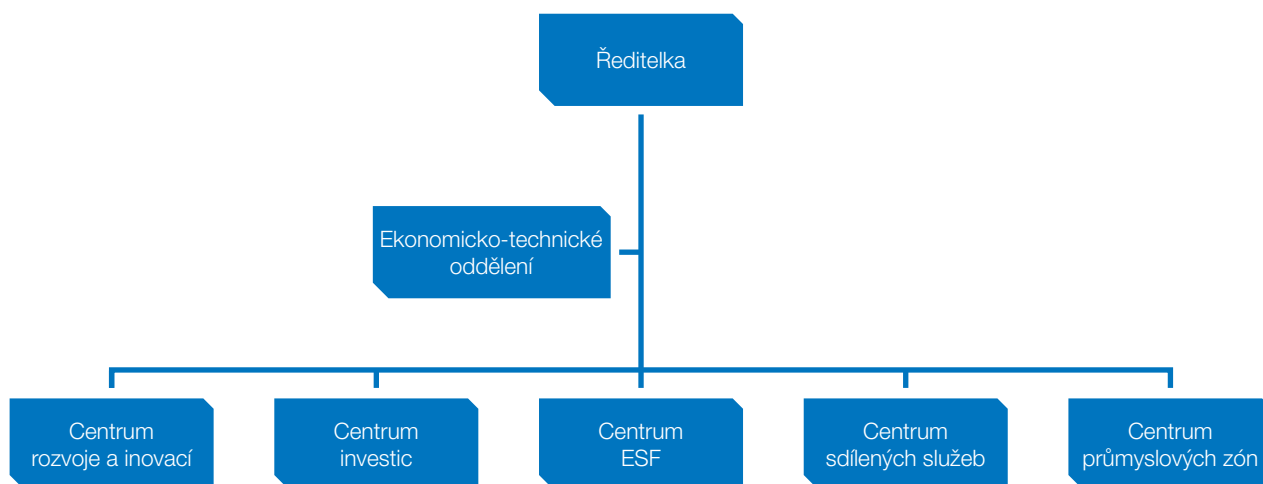 Ředitelka
Ekonomicko-technické
oddělení
Centrum
rozvoje a inovací
Centrum
investic
Centrum
ESF
Centrum
sdílených služeb
Centrum
průmyslových zón